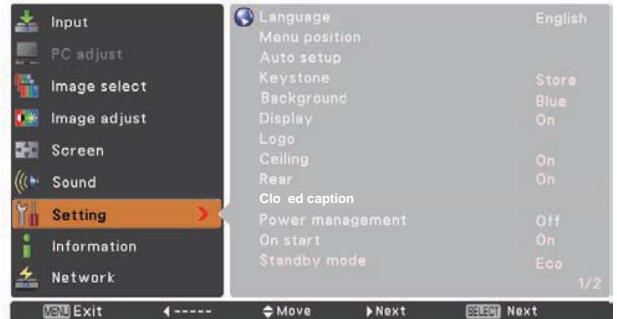 Input
PC adjust
Image select
Image adjust
Screen
Sound
Setting
Information
Network
Language English
Menu position
Auto setup
Keystone Store
Background Blue
Display On
Logo
Ceiling On
Rear On
Clo ed caption
Power management Off
On start On
Standby mode Eco
1/2
MENU Exit ----- Move Next SELECT Next